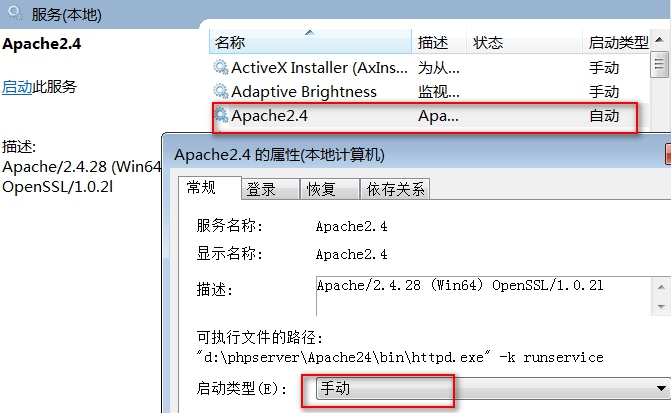 服务(本地)
Apache2.4
启动此服务
描述:
Apache/2.4.28 (Win64
OpenSSL/1.0.2l
名称 描述 状态 启动类型
ActiveX Installer (AxIns... 为从... 手动
Adaptive Brightness 监视... 手动
Apache2.4 Apa... 自动
Apache2.4 的属性(本地计算机)
常规 登录 恢复 依存关系
服务名称: Apache2.4
显示名称: Apache2.4
描述: Apache/2.4.28 (Win64) OpenSSL/1.0.2l
可执行文件的路径:
"d:\phpserver\Apache24\bin\httpd.exe" -k runservice
启动类型(E): 手动